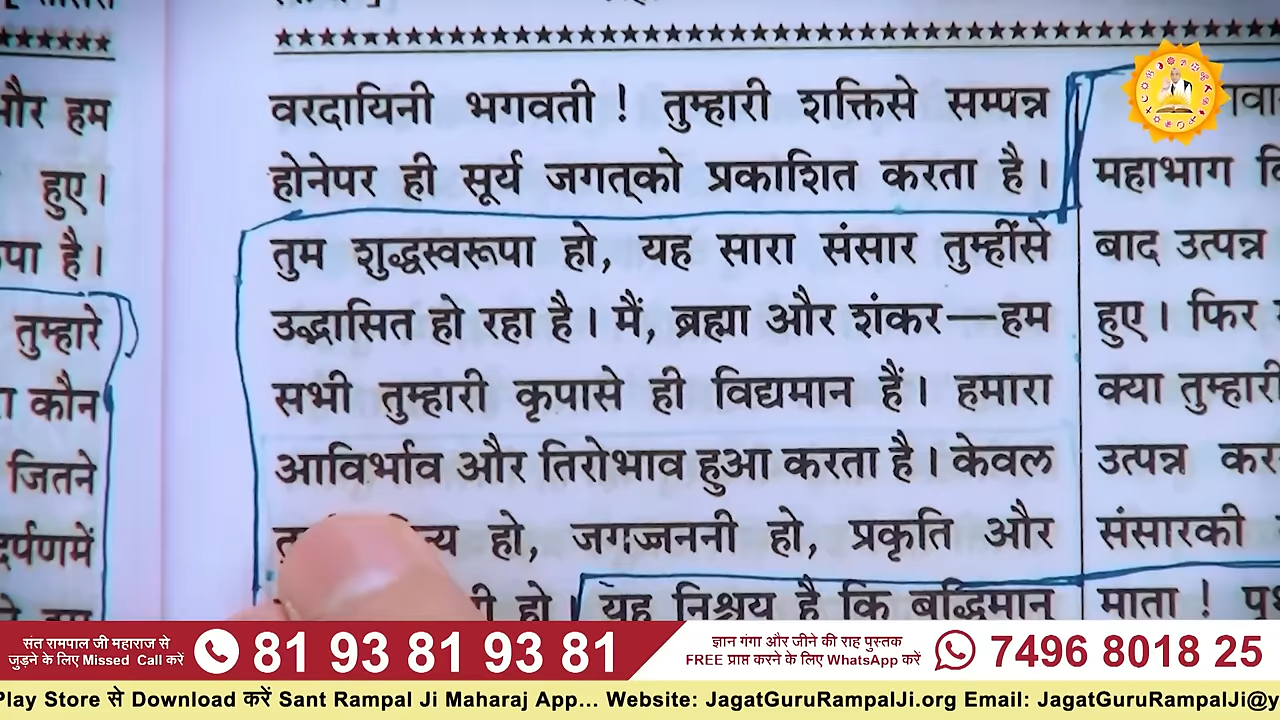 ★★★★★★★★★★★★★★★★★★★★★★★★★★★★★★★★★★★★★★★★★★★★★★
और हम
हुए।
है।
तुम्हारे
कौन
जितने
दर्पणमें
वरदायिनी भगवती ! तुम्हारी शक्तिसे सम्पन्न
होनेपर ही सूर्य जगत्को प्रकाशित करता है।
तुम शुद्धस्वरूपा हो, यह सारा संसार तुम्हींसे
उद्भासित हो रहा है। मैं, ब्रह्मा और शंकर—हम
सभी तुम्हारी कृपासे ही विद्यमान हैं। हमारा
आविर्भाव और तिरोभाव हुआ करता है। केवल
हो, जगज्जननी हो, प्रकृति और
हो। यह निश्चय है कि बुद्धिमान्
महाभाग
बाद उत्पन्न
हुए। फिर
क्या तुम्हारी
उत्पन्न
संसारकी
माता !
संत रामपाल जी महाराज से
जुड़ने के लिए Missed Call करें
81 93 81 93 81
ज्ञान गंगा और जीने की राह पुस्तक
FREE प्राप्त करने के लिए WhatsApp करें
7496 8018 25
Play Store से Download करें Sant Rampal Ji Maharaj App... Website: JagatGuruRampalJi.org Email: JagatGuruRampalJi@y